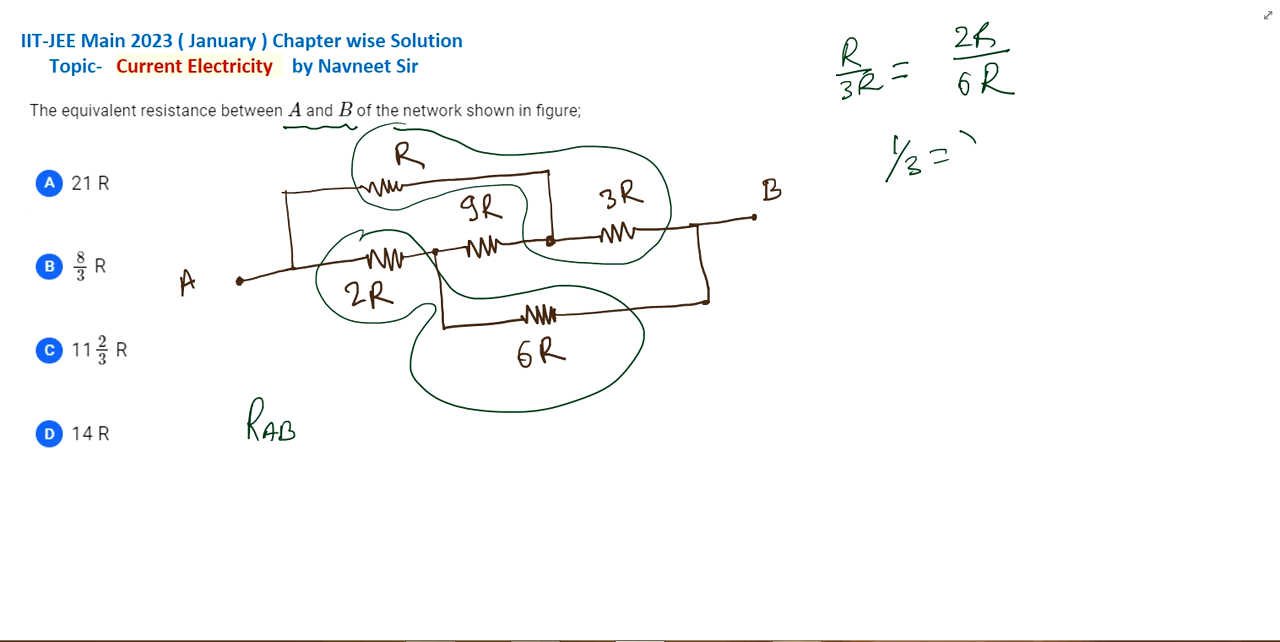 IIT-JEE Main 2023 ( January ) Chapter wise Solution
Topic- Current Electricity by Navneet Sir
The equivalent resistance between A and B of the network shown in figure;
A 21 R
B 8/3 R
C 11 2/3 R
D 14 R
R
9R
3R
B
A
2R
6R
R_AB
R/3R = 2R/6R
1/3 =